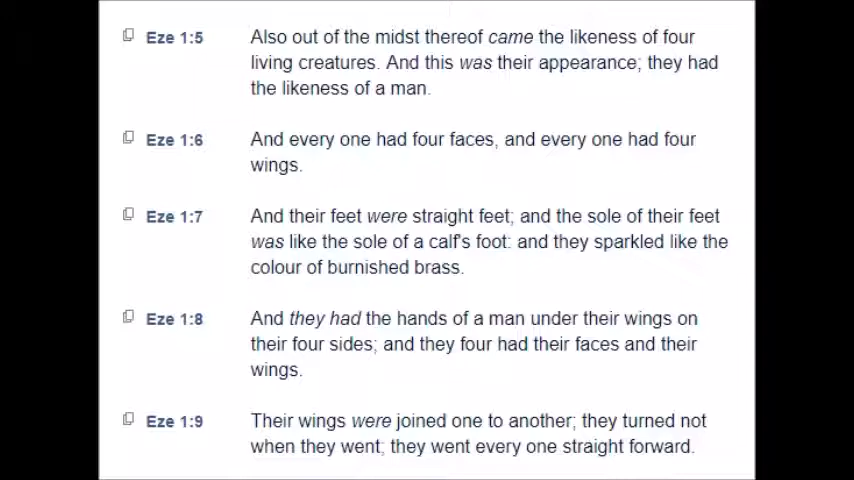 Eze 1:5 Also out of the midst thereof came the likeness of four
living creatures. And this was their appearance; they had
the likeness of a man.
Eze 1:6 And every one had four faces, and every one had four
wings.
Eze 1:7 And their feet were straight feet; and the sole of their feet
was like the sole of a calf's foot: and they sparkled like the
colour of burnished brass.
Eze 1:8 And they had the hands of a man under their wings on
their four sides; and they four had their faces and their
wings.
Eze 1:9 Their wings were joined one to another; they turned not
when they went; they went every one straight forward.